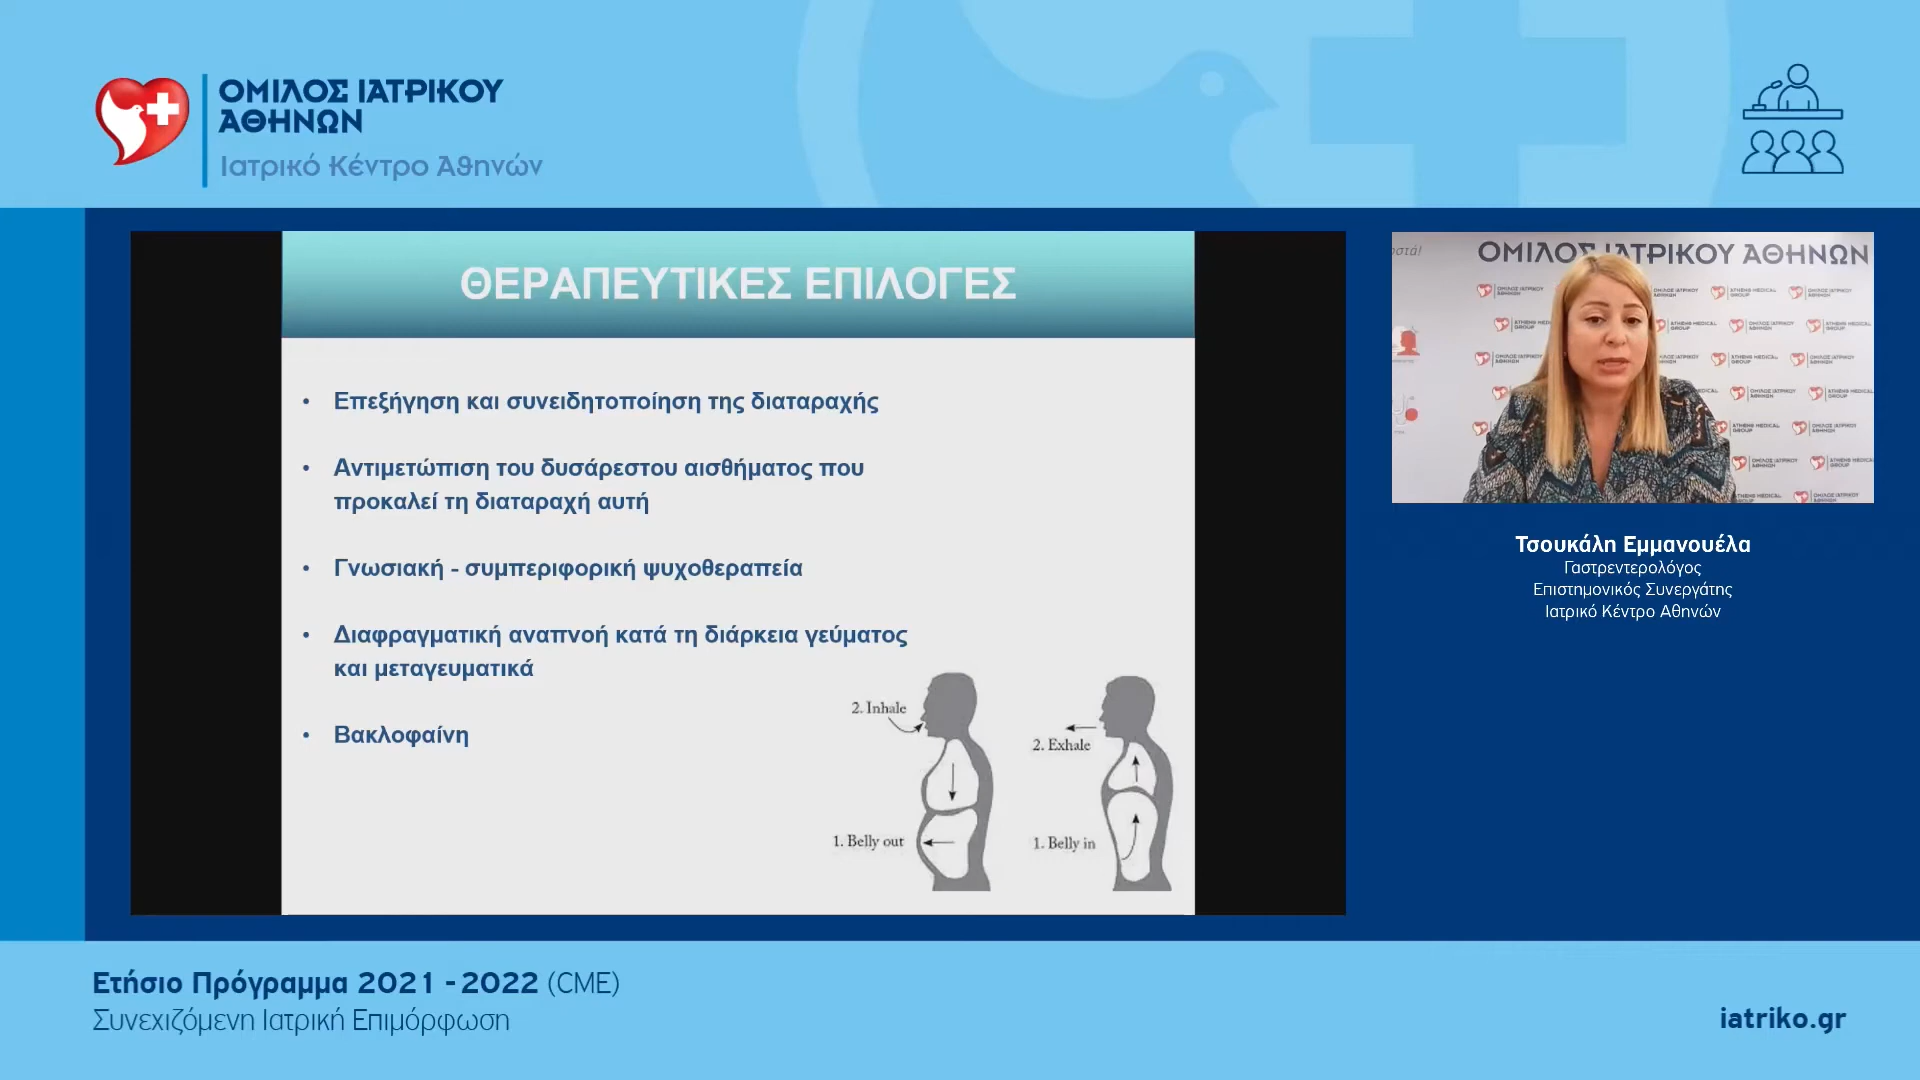 ΟΜΙΛΟΣ ΙΑΤΡΙΚΟΥ
ΑΘΗΝΩΝ
Ιατρικό Κέντρο Αθηνών
ΘΕΡΑΠΕΥΤΙΚΕΣ ΕΠΙΛΟΓΕΣ
• Επεξήγηση και συνειδητοποίηση της διαταραχής
• Αντιμετώπιση του δυσάρεστου αισθήματος που
προκαλεί τη διαταραχή αυτή
• Γνωσιακή - συμπεριφορική ψυχοθεραπεία
• Διαφραγματική αναπνοή κατά τη διάρκεια γεύματος
και μεταγευματικά
• Βακλοφαίνη
2. Inhale
1. Belly out
2. Exhale
1. Belly in
ΟΜΙΛΟΣ ΙΑΤΡΙΚΟΥ ΑΘΗΝΩΝ
ATHENS MEDICAL
GROUP
Τσουκάλη Εμμανουέλα
Γαστρεντερολόγος
Επιστημονικός Συνεργάτης
Ιατρικό Κέντρο Αθηνών
Ετήσιο Πρόγραμμα 2021 - 2022 (CME)
Συνεχιζόμενη Ιατρική Επιμόρφωση
iatriko.gr